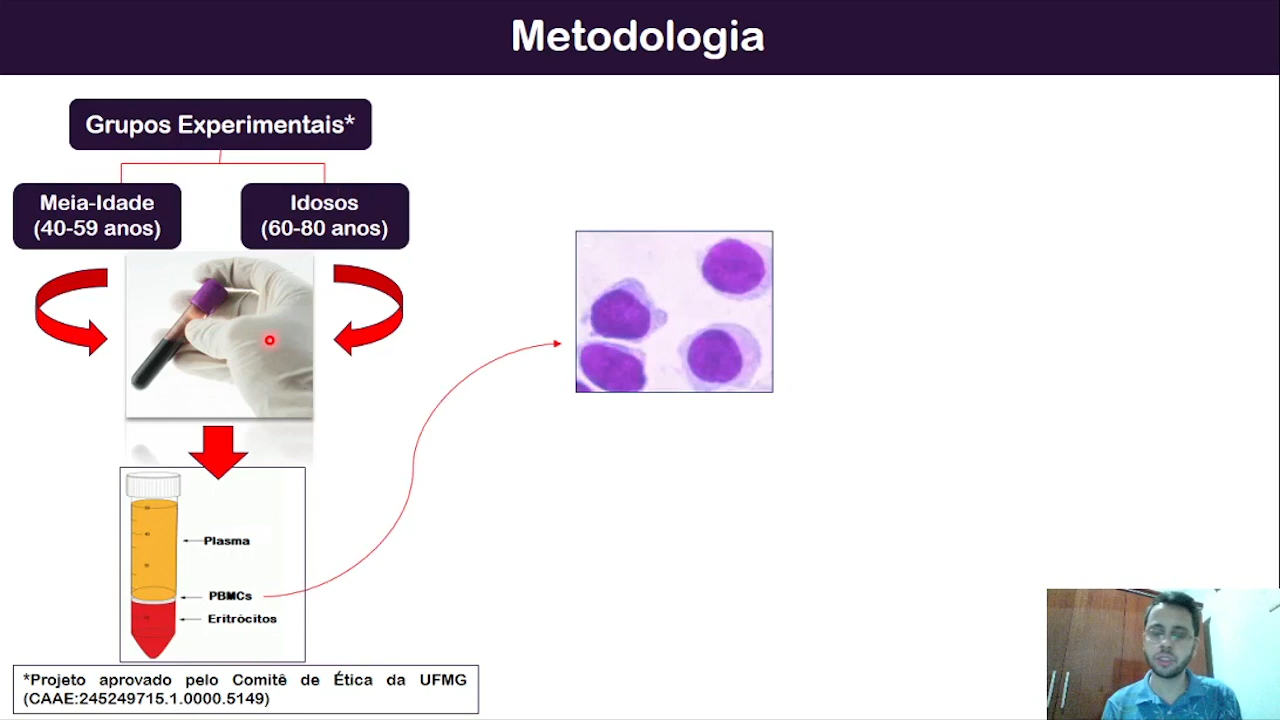 Metodologia
Grupos Experimentais*
Meia-Idade
(40-59 anos)
Idosos
(60-80 anos)
Plasma
PBMCs
Eritrócitos
*Projeto aprovado pelo Comitê de Ética da UFMG
(CAAE:245249715.1.0000.5149)